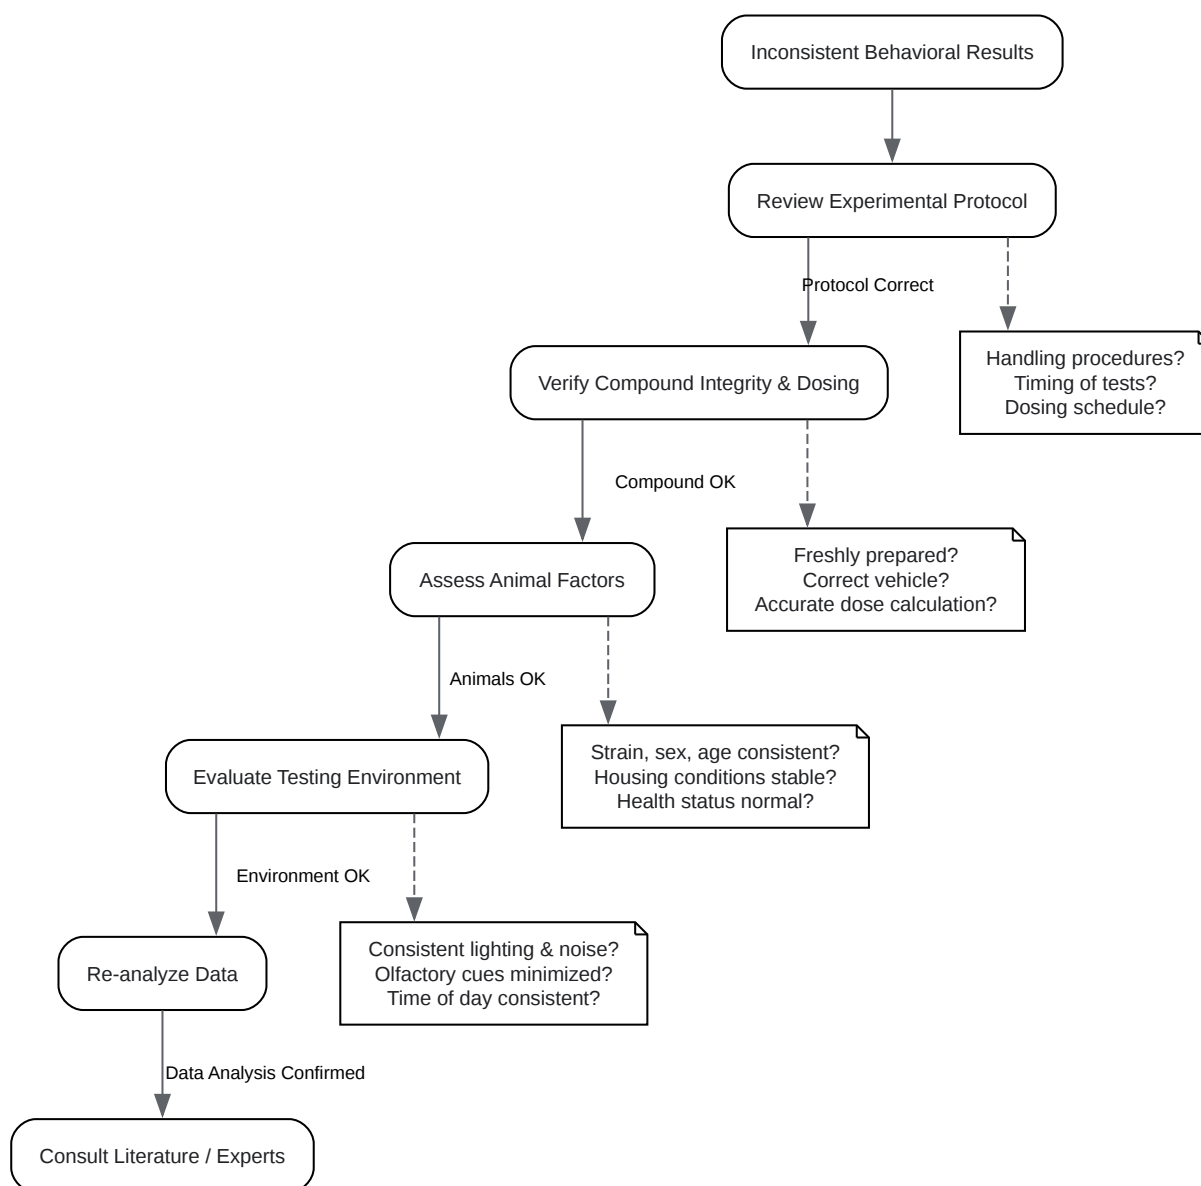 Inconsistent Behavioral Results
Review Experimental Protocol
Protocol Correct
Handling procedures?
Timing of tests?
Dosing schedule?
Verify Compound Integrity & Dosing
Compound OK
Freshly prepared?
Correct vehicle?
Accurate dose calculation?
Assess Animal Factors
Animals OK
Strain, sex, age consistent?
Housing conditions stable?
Health status normal?
Evaluate Testing Environment
Environment OK
Consistent lighting & noise?
Olfactory cues minimized?
Time of day consistent?
Re-analyze Data
Data Analysis Confirmed
Consult Literature / Experts